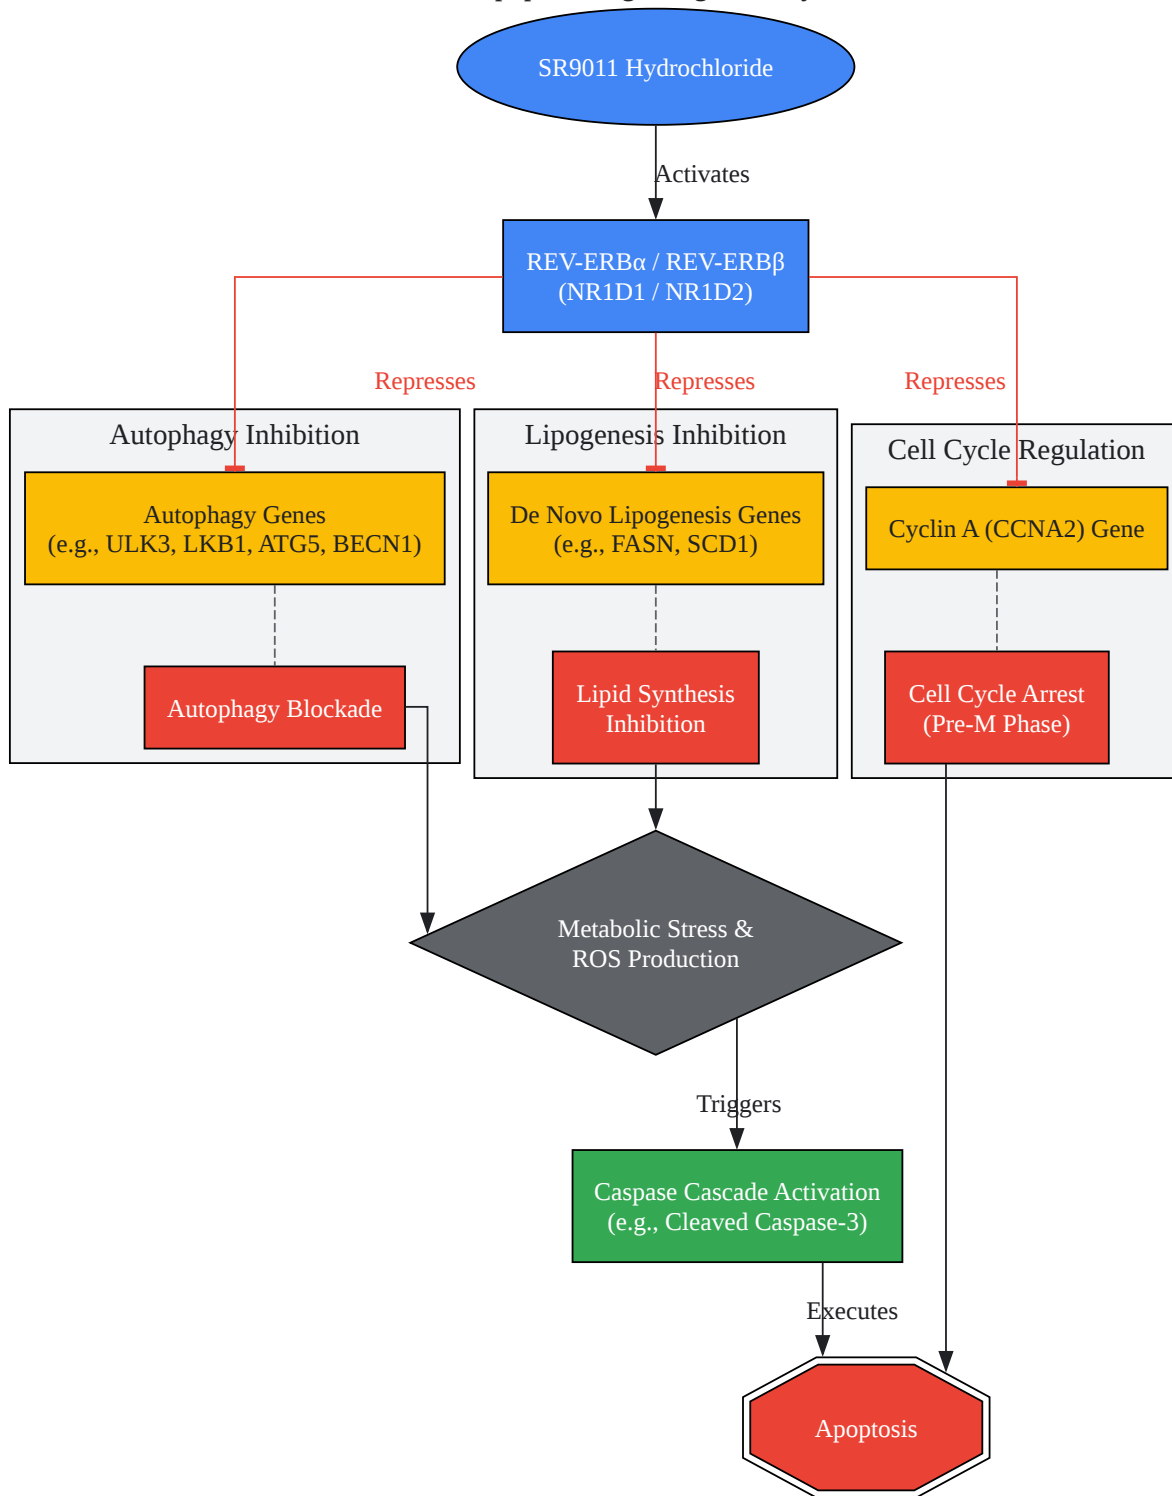 SR9011 Hydrochloride
Activates
REV-ERBα / REV-ERBβ
(NR1D1 / NR1D2)
Represses
Represses
Represses
Autophagy Inhibition
Autophagy Genes
(e.g., ULK3, LKB1, ATG5, BECN1)
Autophagy Blockade
Lipogenesis Inhibition
De Novo Lipogenesis Genes
(e.g., FASN, SCD1)
Lipid Synthesis
Inhibition
Cell Cycle Regulation
Cyclin A (CCNA2) Gene
Cell Cycle Arrest
(Pre-M Phase)
Metabolic Stress &
ROS Production
Triggers
Caspase Cascade Activation
(e.g., Cleaved Caspase-3)
Executes
Apoptosis